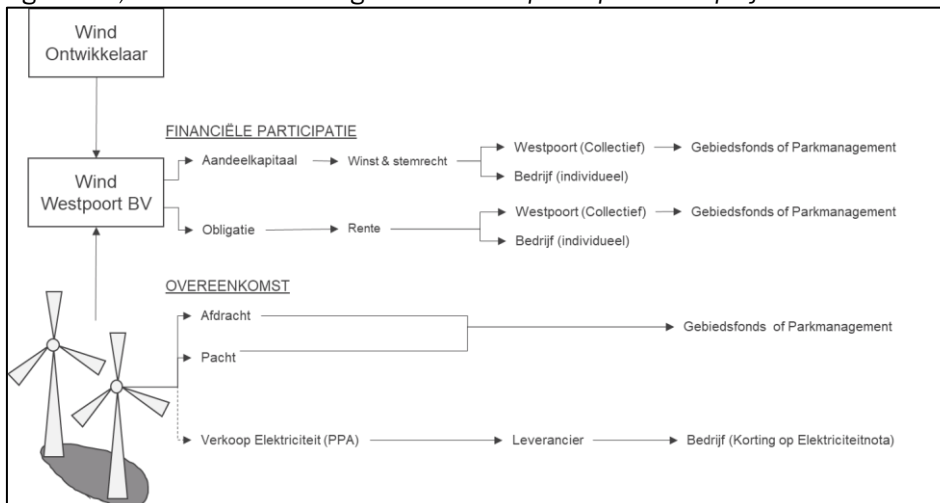 Wind
Ontwikkelaar
FINANCIËLE PARTICIPATIE
Aandeelkapitaal Winst & stemrecht Westpoort (Collectief) Gebiedsfonds of Parkmanagement
Bedrijf (individueel)
Wind
Westpoort BV
Obligatie Rente Westpoort (Collectief) Gebiedsfonds of Parkmanagement
Bedrijf (individueel)
OVEREENKOMST
Afdracht
Gebiedsfonds of Parkmanagement
Pacht
Verkoop Elektriciteit (PPA) Leverancier Bedrijf (Korting op Elektriciteitnota)